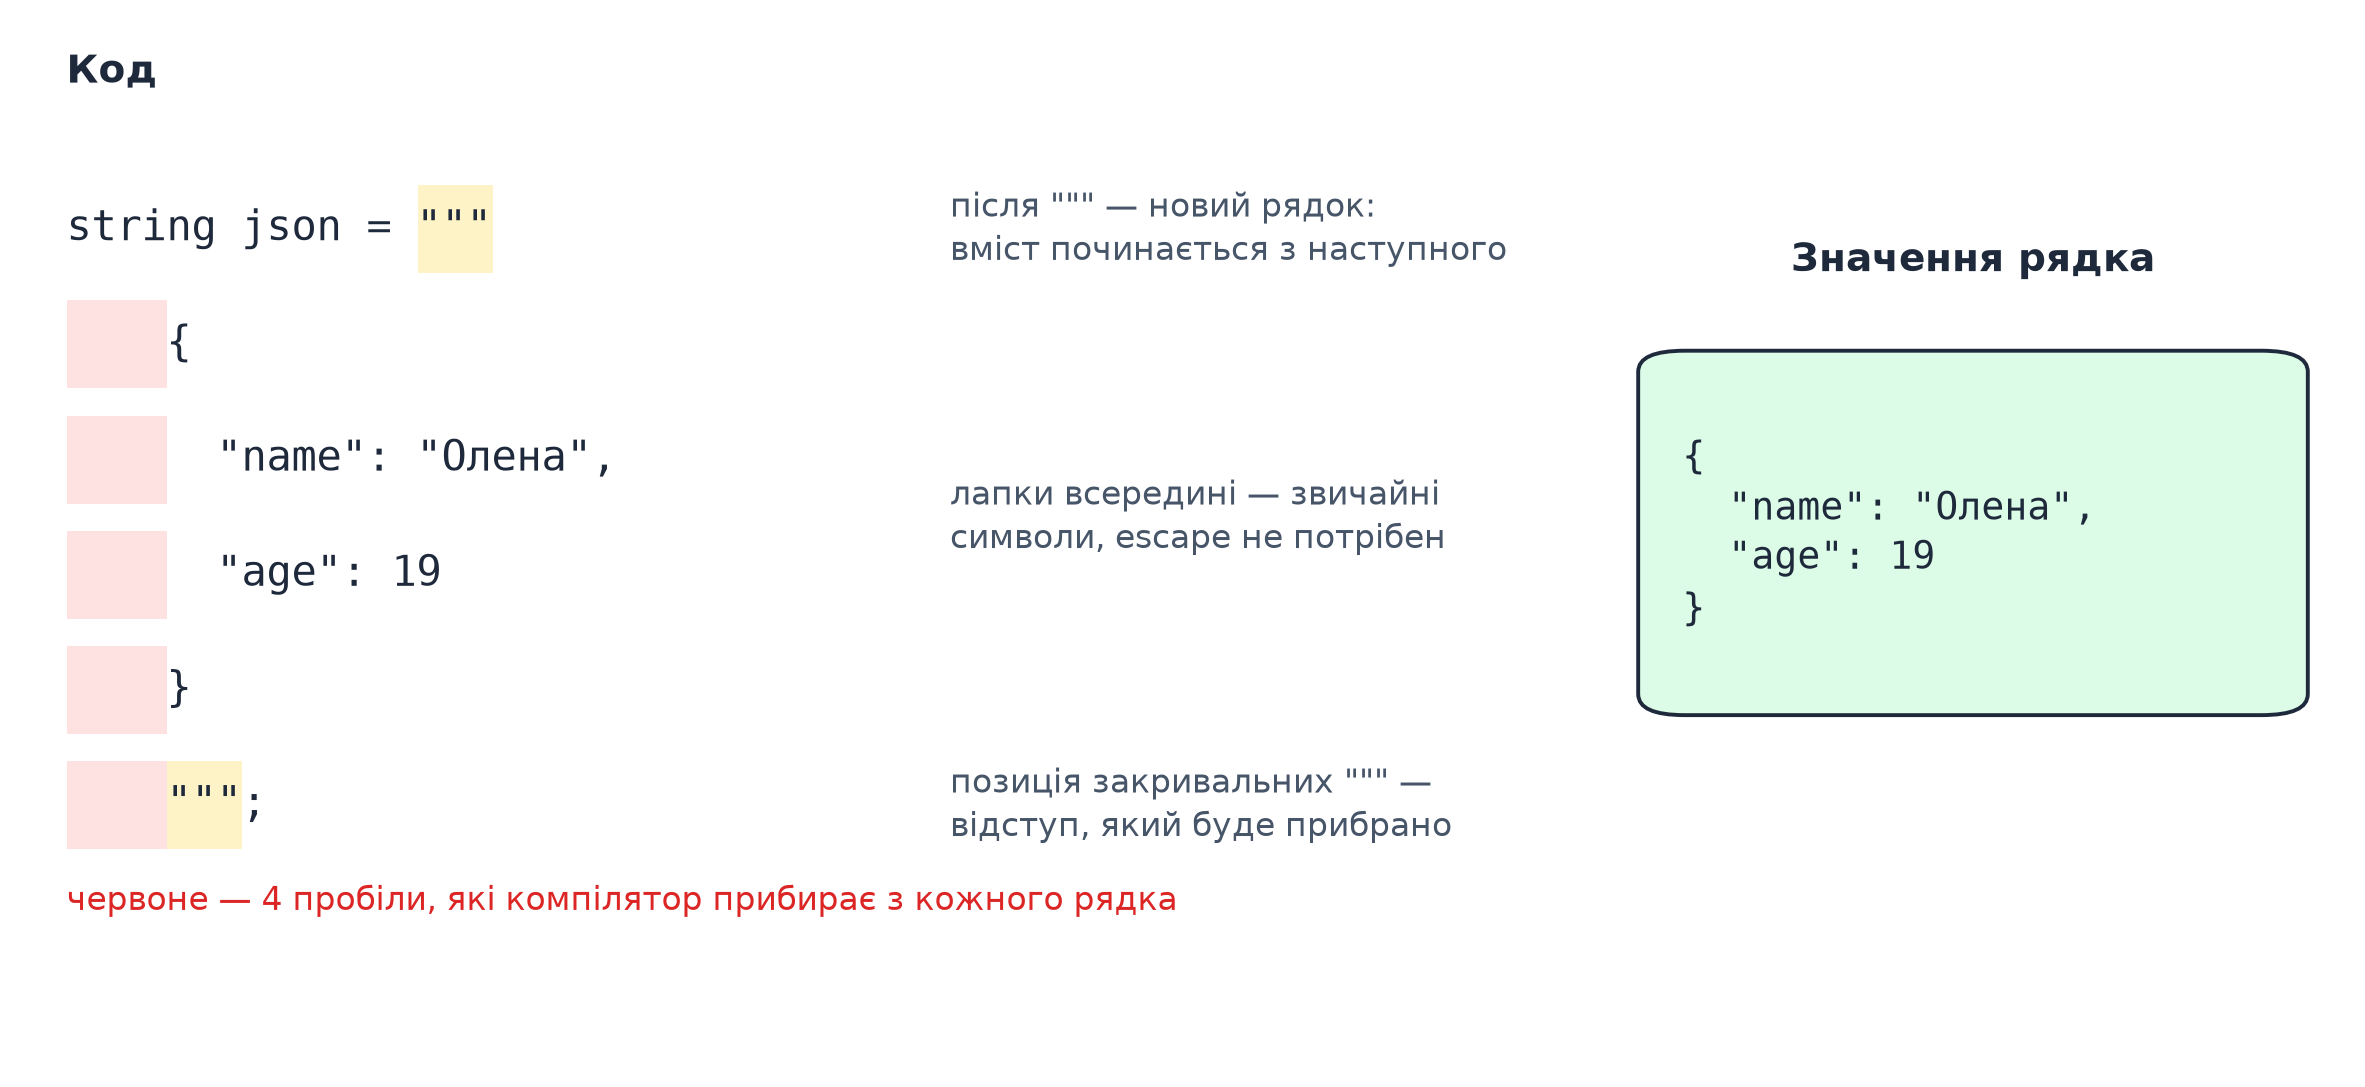 Код
string json = """
{
"name": "Олена",
"age": 19
}
""";
після """ — новий рядок:
вміст починається з наступного
лапки всередині — звичайні
символи, escape не потрібен
позиція закривальних """ —
відступ, який буде прибрано
червоне — 4 пробіли, які компілятор прибирає з кожного рядка
Значення рядка
{
"name": "Олена",
"age": 19
}